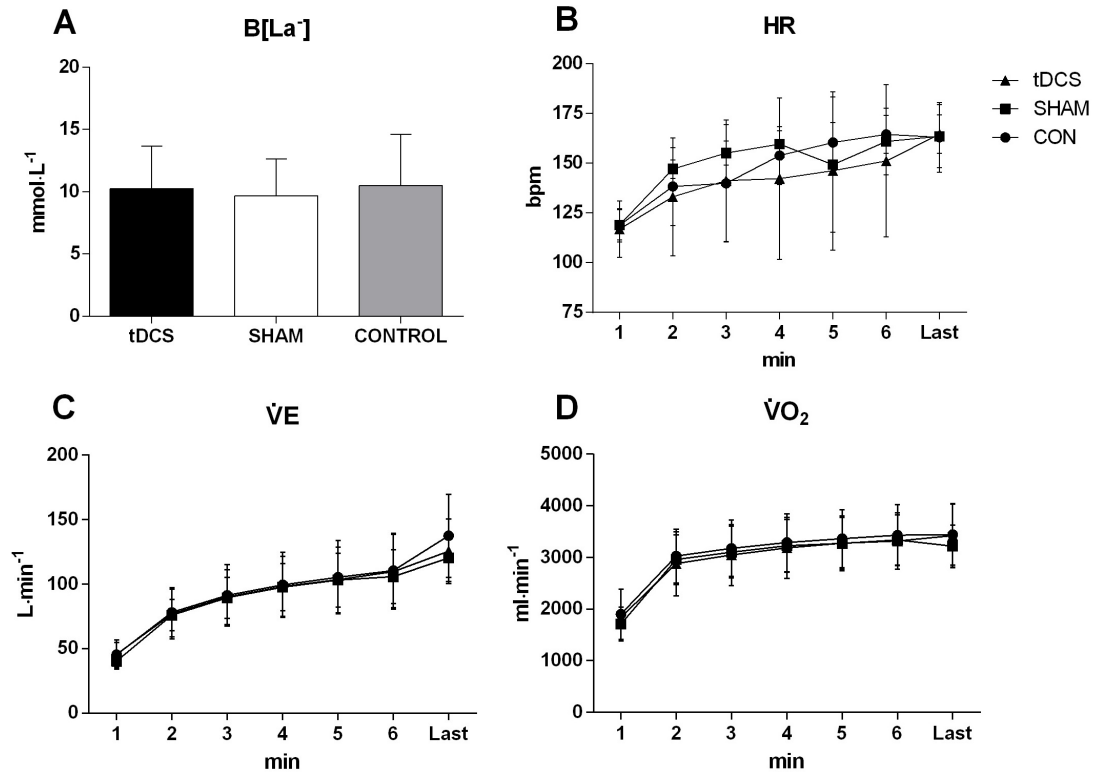 A
B[La⁻]
mmol·L⁻¹
20
15
10
5
0
tDCS SHAM CONTROL
B
HR
bpm
200
175
150
125
100
75
1 2 3 4 5 6 Last
min
tDCS
SHAM
CON
C
V̇E
L·min⁻¹
200
150
100
50
0
1 2 3 4 5 6 Last
min
D
V̇O₂
ml·min⁻¹
5000
4000
3000
2000
1000
0
1 2 3 4 5 6 Last
min